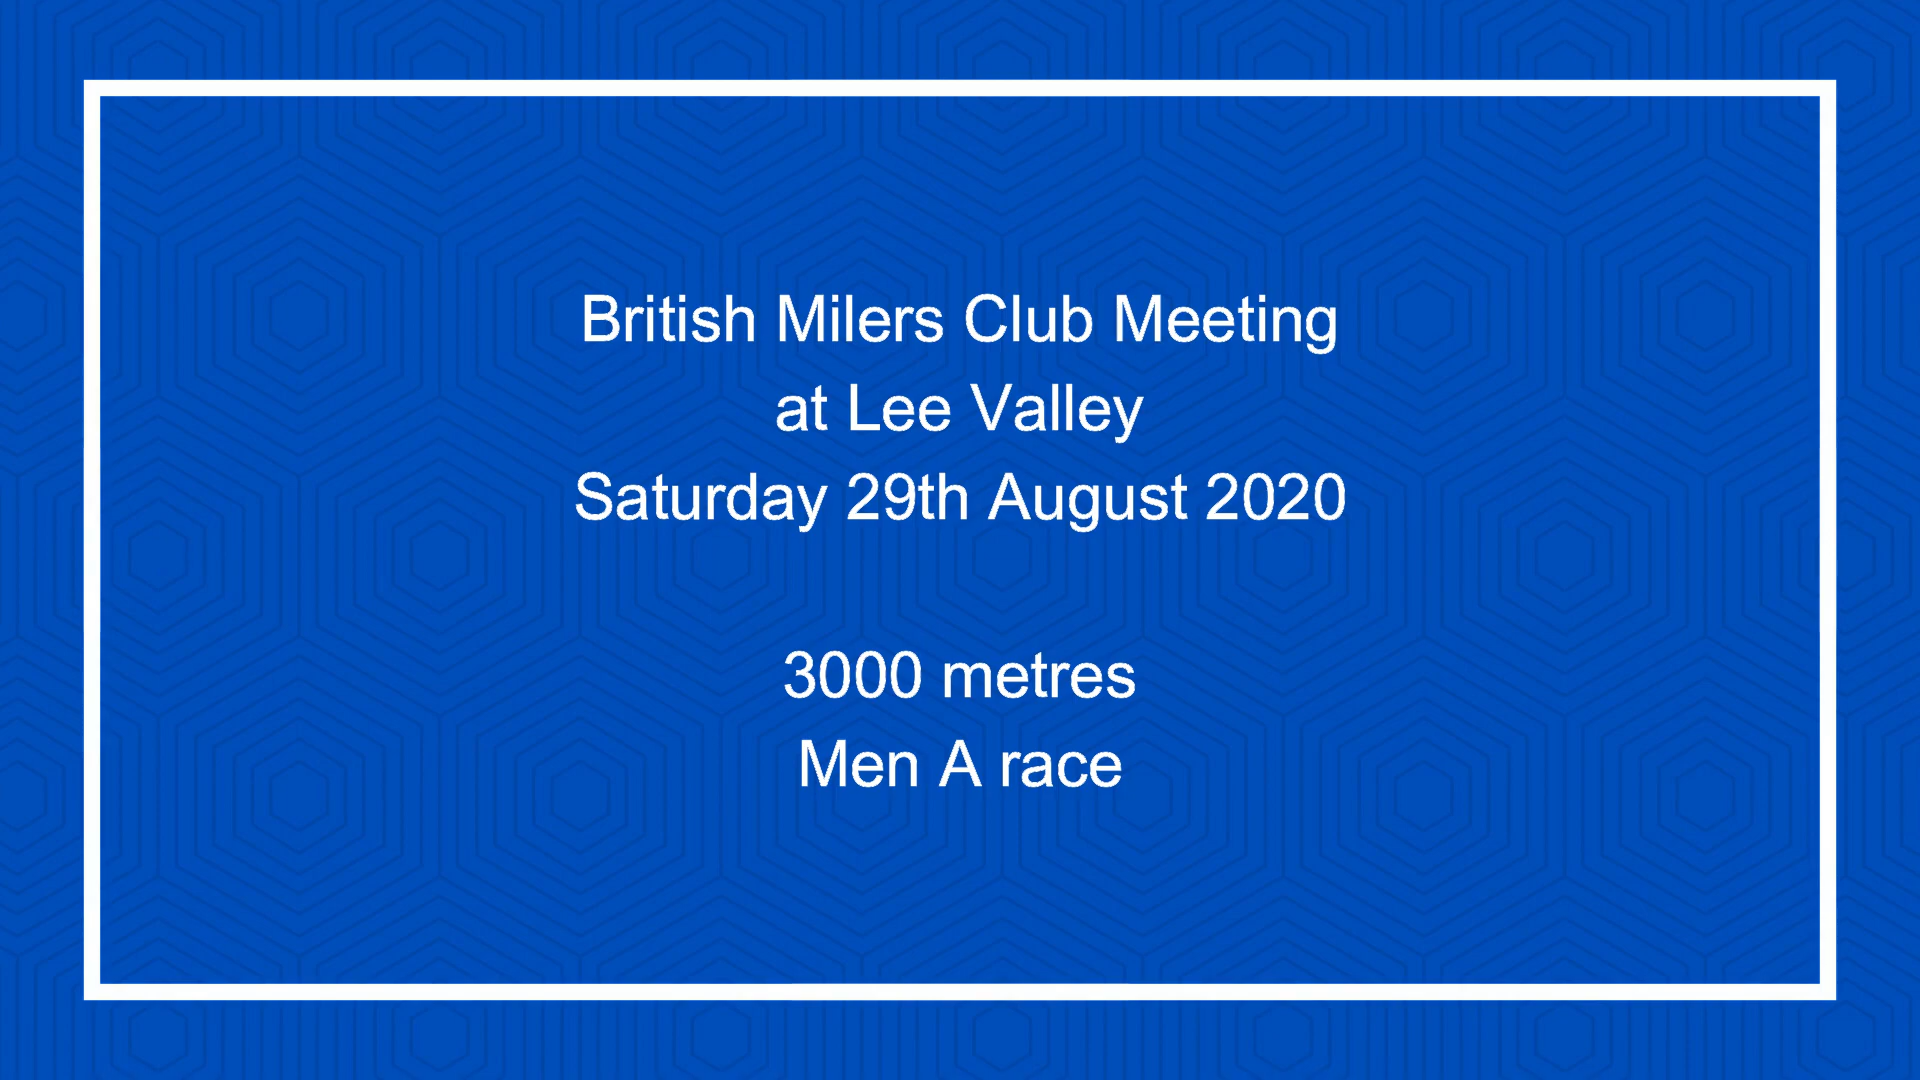 British Milers Club Meeting
at Lee Valley
Saturday 29th August 2020
3000 metres
Men A race